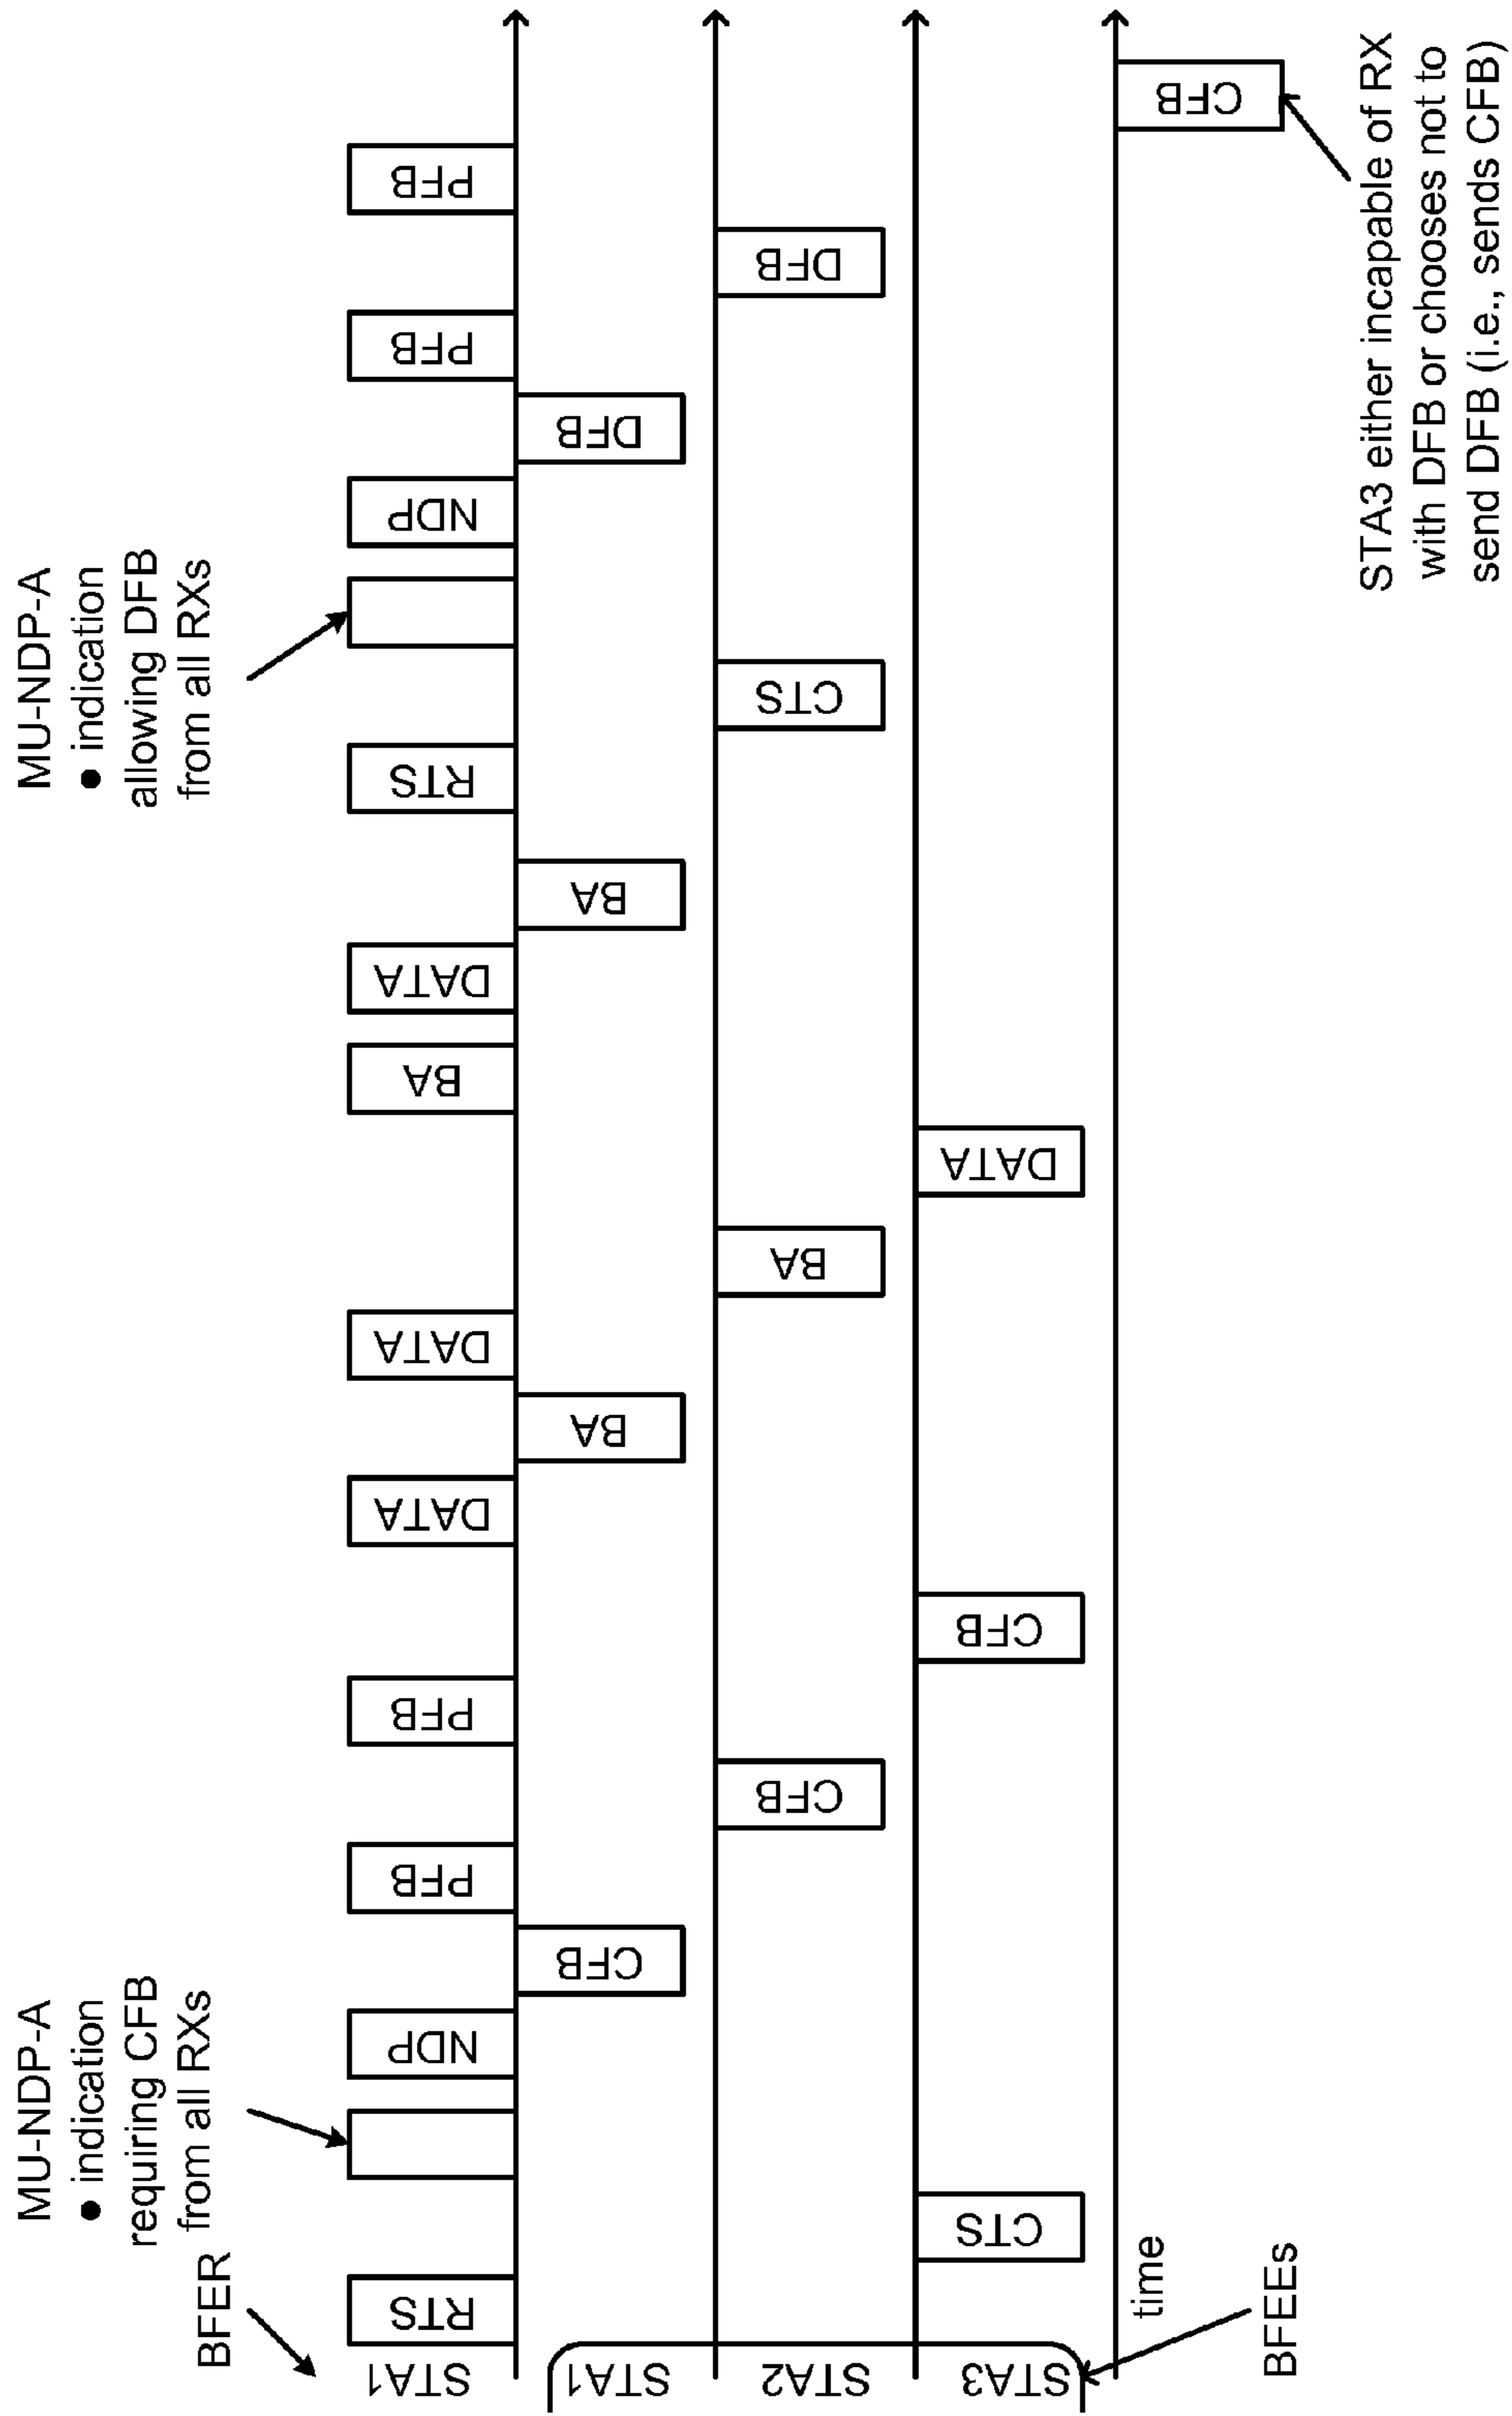 MU-NDP-A
● indication
requiring CFB
from all RXs
MU-NDP-A
● indication
allowing DFB
from all RXs
BFER
STA1
RTS
NDP
PFB
PFB
DATA
DATA
BA
DATA
RTS
NDP
PFB
PFB
STA1
CFB
BA
BA
DFB
STA2
CFB
BA
CTS
DFB
STA3
CTS
CFB
DATA
CFB
time
BFEEs
STA3 either incapable of RX
with DFB or chooses not to
send DFB (i.e., sends CFB)